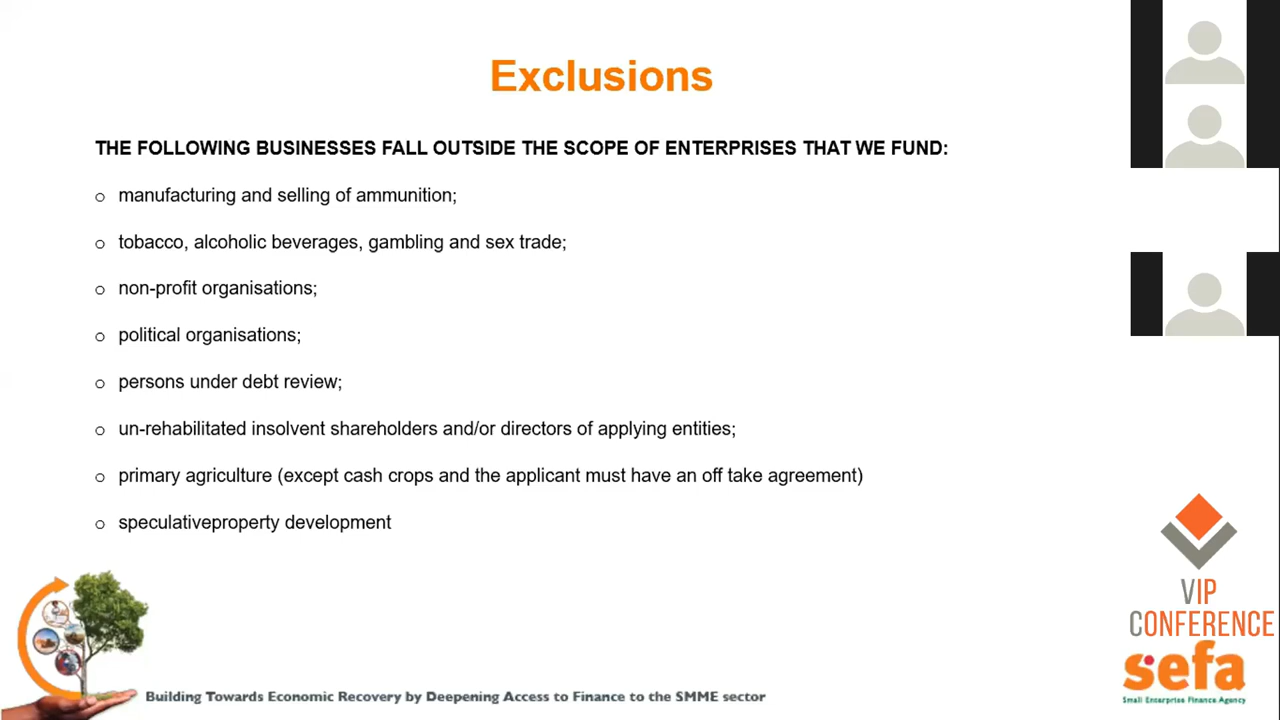 Exclusions
THE FOLLOWING BUSINESSES FALL OUTSIDE THE SCOPE OF ENTERPRISES THAT WE FUND:
o manufacturing and selling of ammunition;
o tobacco, alcoholic beverages, gambling and sex trade;
o non-profit organisations;
o political organisations;
o persons under debt review;
o un-rehabilitated insolvent shareholders and/or directors of applying entities;
o primary agriculture (except cash crops and the applicant must have an off take agreement)
o speculativeproperty development
VIP
CONFERENCE
sefa
Small Enterprise Finance Agency
Building Towards Economic Recovery by Deepening Access to Finance to the SMME sector